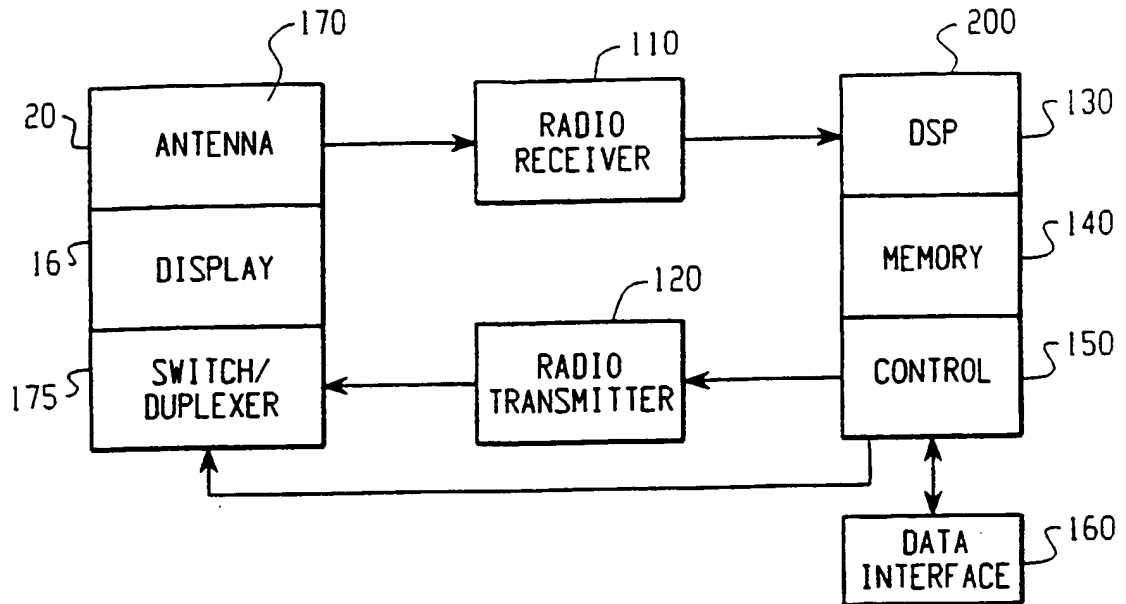 170
110
200
20
ANTENNA
RADIO
RECEIVER
DSP
130
16
DISPLAY
MEMORY
140
120
175
SWITCH/
DUPLEXER
RADIO
TRANSMITTER
CONTROL
150
DATA
INTERFACE
160